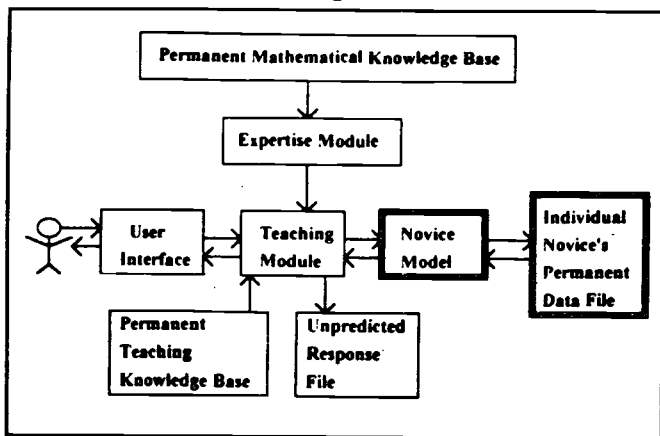 Permanent Mathematical Knowledge Base
Expertise Module
User
Interface
Teaching
Module
Novice
Model
Individual
Novice's
Permanent
Data File
Permanent
Teaching
Knowledge Base
Unpredicted
Response
File